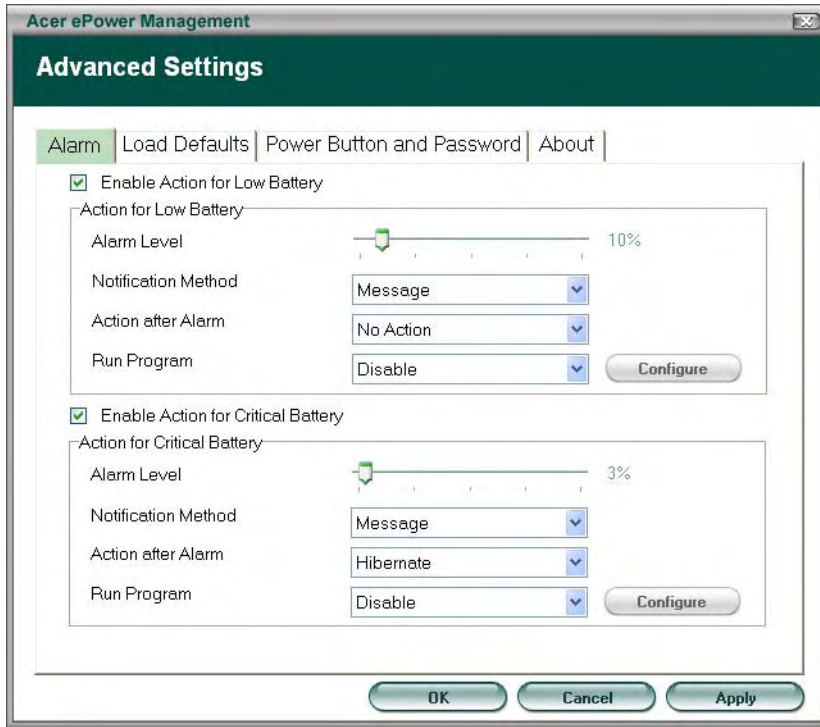 Acer ePower Management
Advanced Settings
Alarm Load Defaults Power Button and Password About
Enable Action for Low Battery
Action for Low Battery
Alarm Level 10%
Notification Method Message
Action after Alarm No Action
Run Program Disable Configure
Enable Action for Critical Battery
Action for Critical Battery
Alarm Level 3%
Notification Method Message
Action after Alarm Hibernate
Run Program Disable Configure
OK Cancel Apply